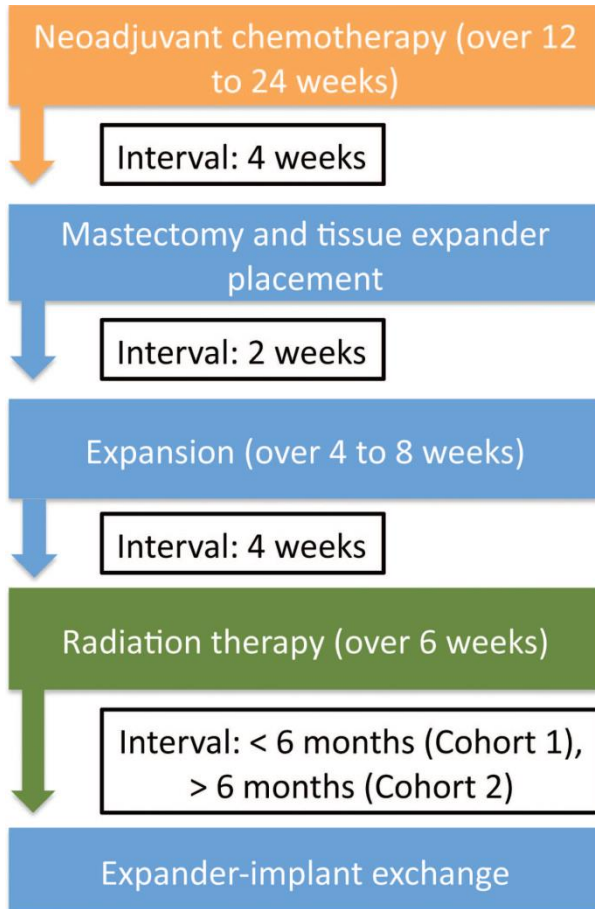 Neoadjuvant chemotherapy (over 12
to 24 weeks)
Interval: 4 weeks
Mastectomy and tissue expander
placement
Interval: 2 weeks
Expansion (over 4 to 8 weeks)
Interval: 4 weeks
Radiation therapy (over 6 weeks)
Interval: < 6 months (Cohort 1),
> 6 months (Cohort 2)
Expander-implant exchange